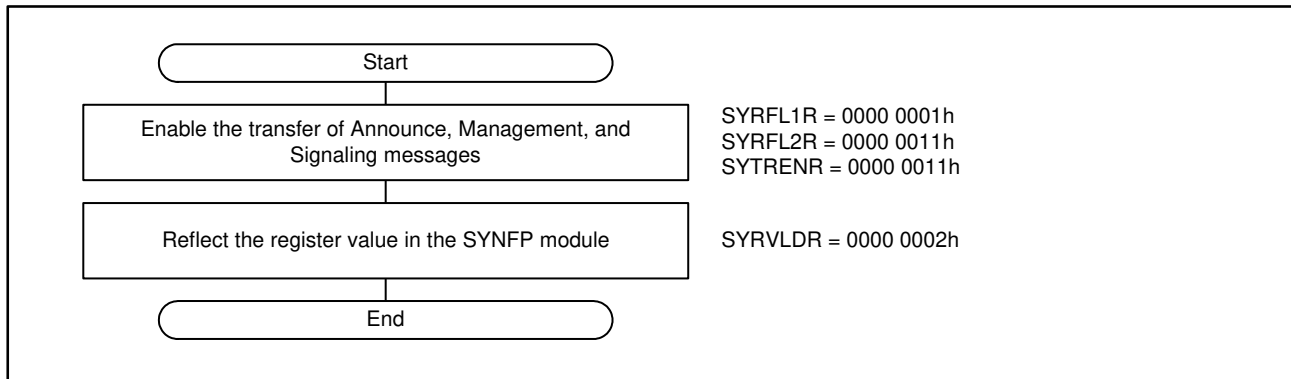 Start
Enable the transfer of Announce, Management, and
Signaling messages
SYRFL1R = 0000 0001h
SYRFL2R = 0000 0011h
SYTRENR = 0000 0011h
Reflect the register value in the SYNFP module
SYRVLDR = 0000 0002h
End